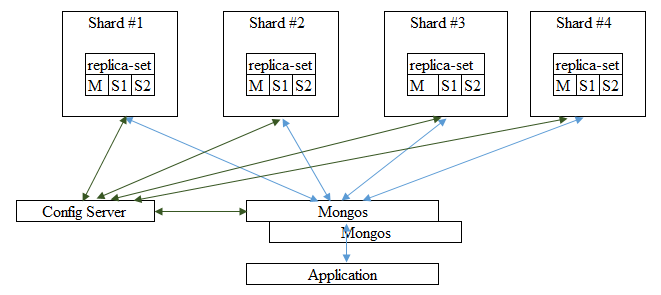 Shard #1
Shard #2
Shard #3
Shard #4
replica-set
replica-set
replica-set
replica-set
M S1 S2
M S1 S2
M S1 S2
M S1 S2
Config Server
Mongos
Mongos
Application